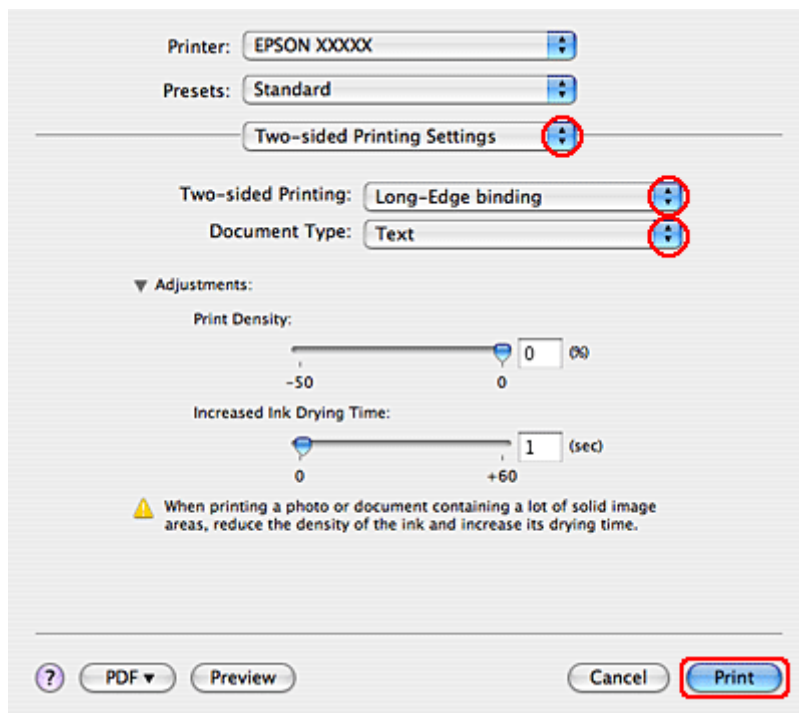 Printer: EPSON XXXXX
Presets: Standard
Two-sided Printing Settings
Two-sided Printing: Long-Edge binding
Document Type: Text
▼ Adjustments:
Print Density:
0 (%)
-50 0
Increased Ink Drying Time:
1 (sec)
0 +60
When printing a photo or document containing a lot of solid image
areas, reduce the density of the ink and increase its drying time.
? PDF ▼ Preview Cancel Print